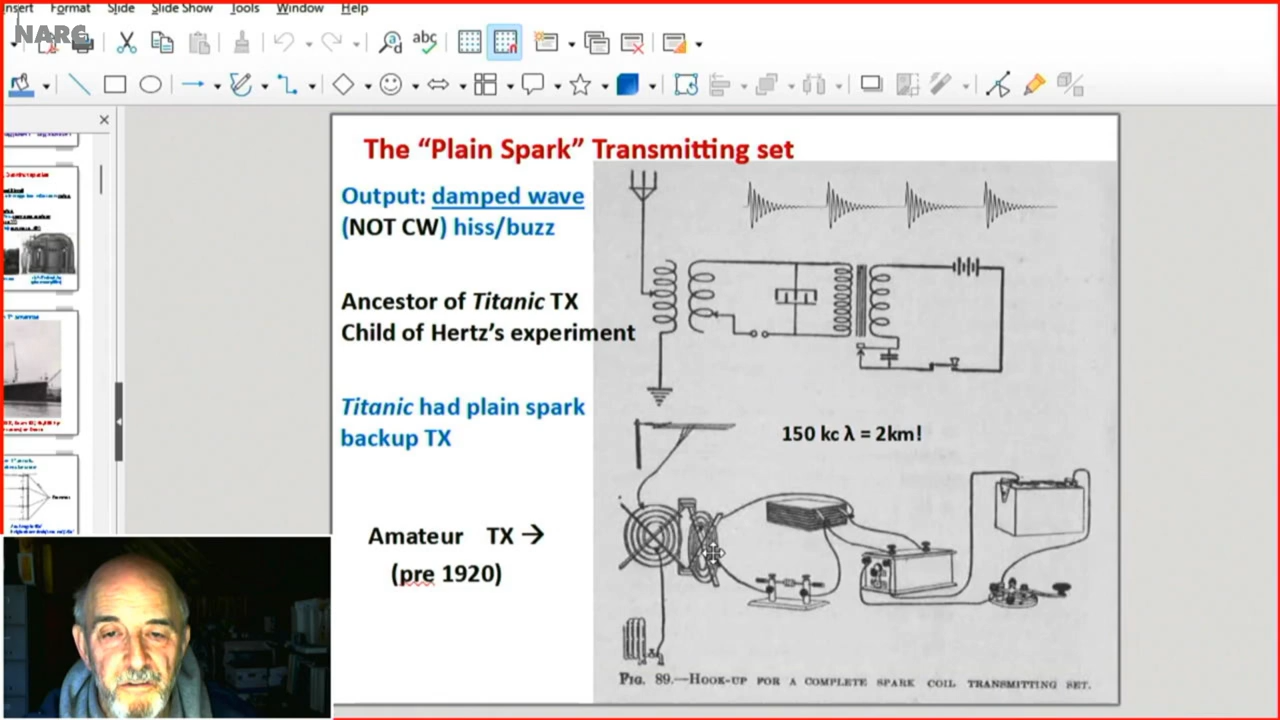 Insert Format Slide Slide Show Tools Window Help
NARC
abc
The “Plain Spark” Transmitting set
Output: damped wave
(NOT CW) hiss/buzz
Ancestor of Titanic TX
Child of Hertz’s experiment
Titanic had plain spark
backup TX
150 kc λ = 2km!
Amateur TX →
(pre 1920)
FIG. 89.—HOOK-UP FOR A COMPLETE SPARK COIL TRANSMITTING SET.